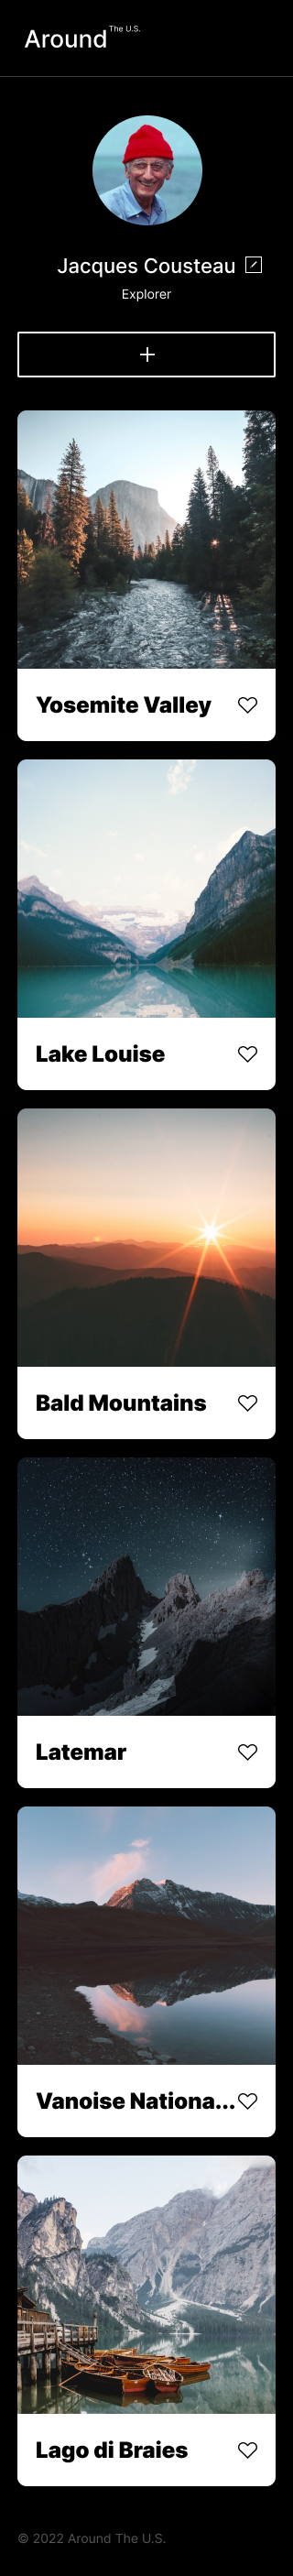 Around The U.S.
Jacques Cousteau
Explorer
Yosemite Valley
Lake Louise
Bald Mountains
Latemar
Vanoise Nationa...
Lago di Braies
© 2022 Around The U.S.